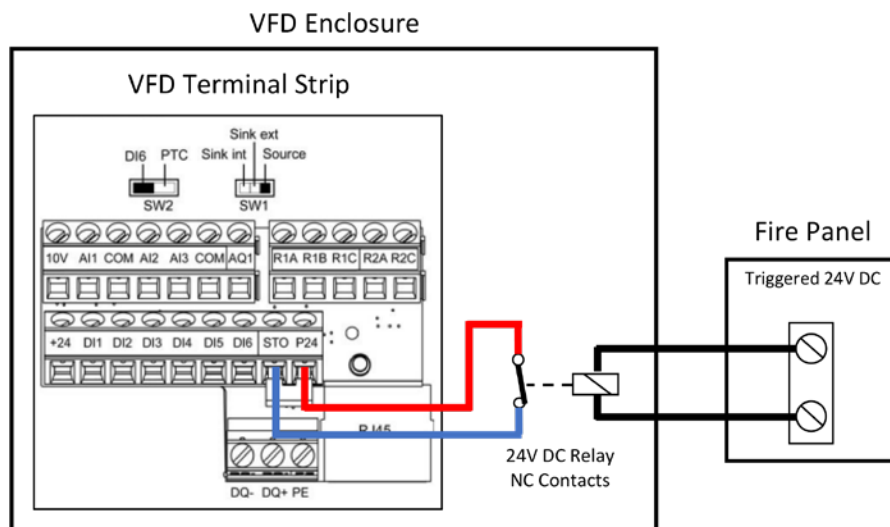 VFD Enclosure
VFD Terminal Strip
Sink ext
DI6 PTC Sink int Source
SW2 SW1
10V AI1 COM AI2 AI3 COM AQ1 R1A R1B R1C R2A R2C
+24 DI1 DI2 DI3 DI4 DI5 DI6 STO P24
RJ45
DQ- DQ+ PE
24V DC Relay
NC Contacts
Fire Panel
Triggered 24V DC